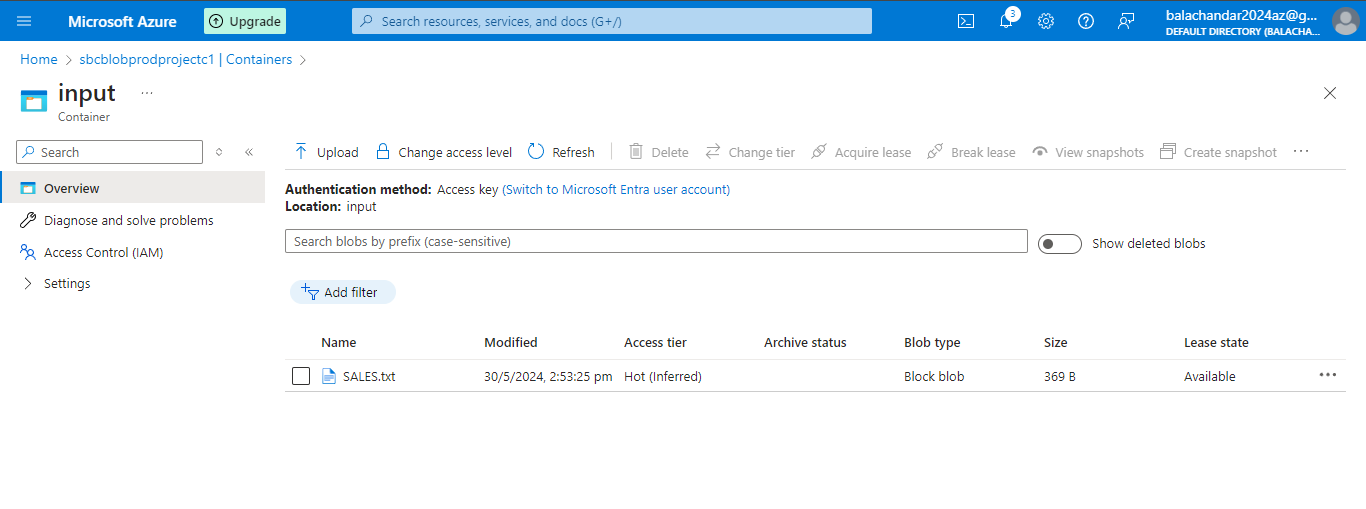 Microsoft Azure Upgrade Search resources, services, and docs (G+/) 3 balachandar2024az@g...
DEFAULT DIRECTORY (BALACHA...
Home > sbcblobprodprojectc1 | Containers >
input ...
Container
Search Upload Change access level Refresh Delete Change tier Acquire lease Break lease View snapshots Create snapshot ...
Overview
Diagnose and solve problems
Access Control (IAM)
Settings
Authentication method: Access key (Switch to Microsoft Entra user account)
Location: input
Search blobs by prefix (case-sensitive) Show deleted blobs
Add filter
Name Modified Access tier Archive status Blob type Size Lease state
SALES.txt 30/5/2024, 2:53:25 pm Hot (Inferred) Block blob 369 B Available ...